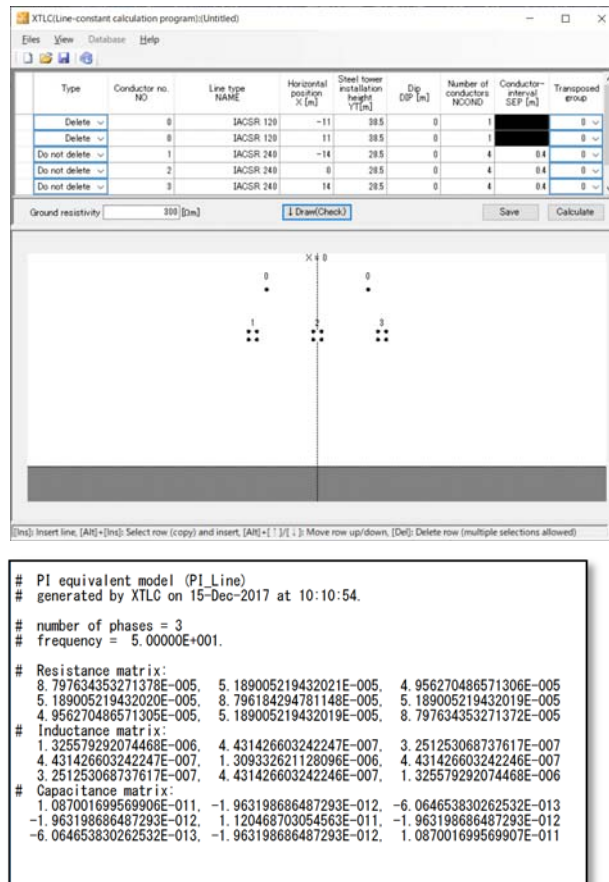 XTLC(Line-constant calculation program):(Untitled)
Files View Database Help
Type Conductor no. NO Line type NAME Horizontal position X [m] Steel tower installation height YT[m] Dip DIP [m] Number of conductors NCOND Conductor-interval SEP [m] Transposed group
Delete 0 IACSR 120 -11 38.5 0 1 0
Delete 0 IACSR 120 11 38.5 0 1 0
Do not delete 1 IACSR 240 -14 28.5 0 4 0.4 0
Do not delete 2 IACSR 240 0 28.5 0 4 0.4 0
Do not delete 3 IACSR 240 14 28.5 0 4 0.4 0
Ground resistivity 300 [Ωm] ↓ Draw(Check) Save Calculate
X = 0
0 0
1 2 3
[Ins]: Insert line, [Alt]+[Ins]: Select row (copy) and insert, [Alt]+[↑]/[↓]: Move row up/down, [Del]: Delete row (multiple selections allowed)
# PI equivalent model (PI_Line)
# generated by XTLC on 15-Dec-2017 at 10:10:54.
# number of phases = 3
# frequency = 5.00000E+001.
# Resistance matrix:
8.797634353271378E-005, 5.189005219432021E-005, 4.956270486571306E-005
5.189005219432020E-005, 8.796184294781148E-005, 5.189005219432019E-005
4.956270486571305E-005, 5.189005219432019E-005, 8.797634353271372E-005
# Inductance matrix:
1.325579292074468E-006, 4.431426603242247E-007, 3.251253068737617E-007
4.431426603242247E-007, 1.309332621128096E-006, 4.431426603242246E-007
3.251253068737617E-007, 4.431426603242246E-007, 1.325579292074468E-006
# Capacitance matrix:
1.087001699569906E-011, -1.963198686487293E-012, -6.064653830262532E-013
-1.963198686487293E-012, 1.120468703054563E-011, -1.963198686487293E-012
-6.064653830262532E-013, -1.963198686487293E-012, 1.087001699569907E-011